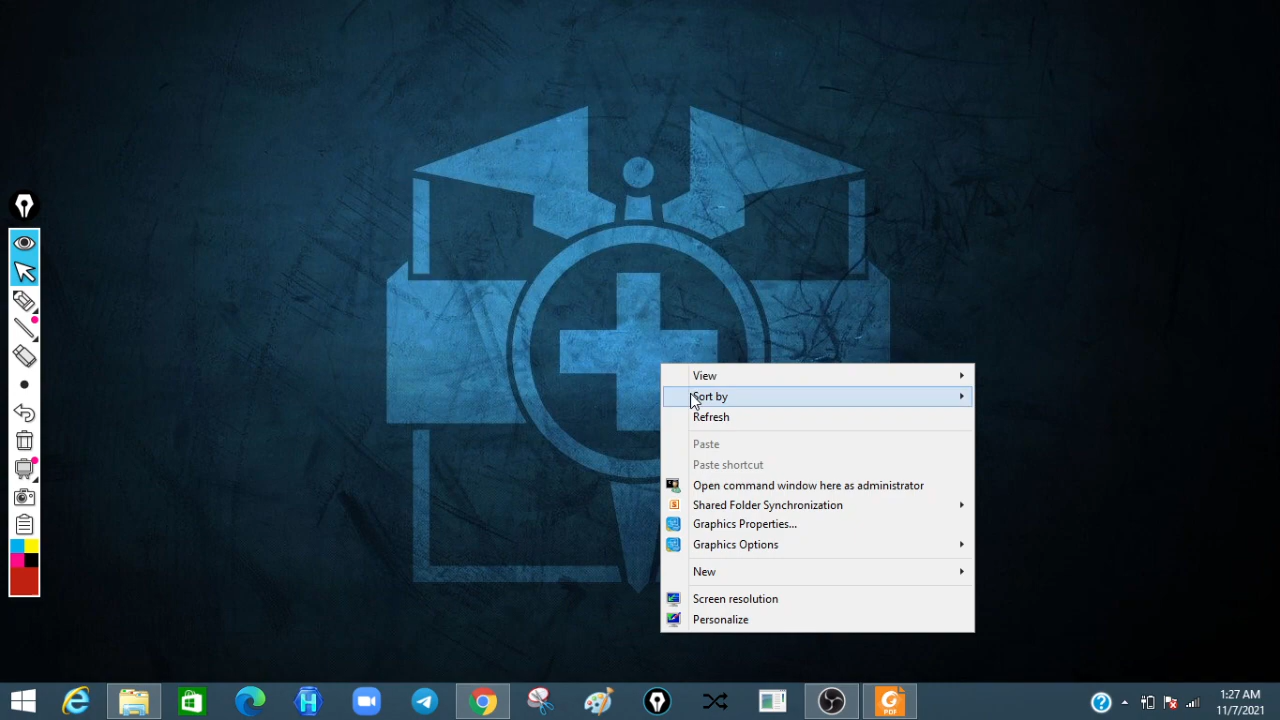 View
Sort by
Refresh
Paste
Paste shortcut
Open command window here as administrator
Shared Folder Synchronization
Graphics Properties...
Graphics Options
New
Screen resolution
Personalize
PDF
1:27 AM
11/7/2021